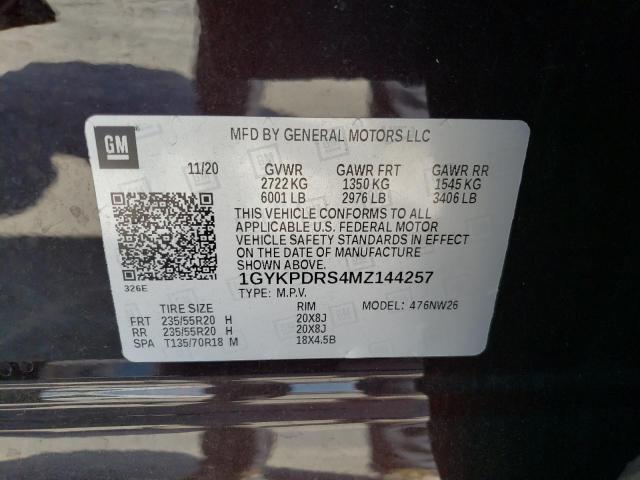 GM
MFD BY GENERAL MOTORS LLC
11/20 GVWR GAWR FRT GAWR RR
2722 KG 1350 KG 1545 KG
6001 LB 2976 LB 3406 LB
THIS VEHICLE CONFORMS TO ALL
APPLICABLE U.S. FEDERAL MOTOR
VEHICLE SAFETY STANDARDS IN EFFECT
ON THE DATE OF MANUFACTURE
SHOWN ABOVE.
326E
1GYKPDRS4MZ144257
TYPE: M.P.V. MODEL: 476NW26
TIRE SIZE RIM
FRT 235/55R20 H 20X8J
RR 235/55R20 H 20X8J
SPA T135/70R18 M 18X4.5B